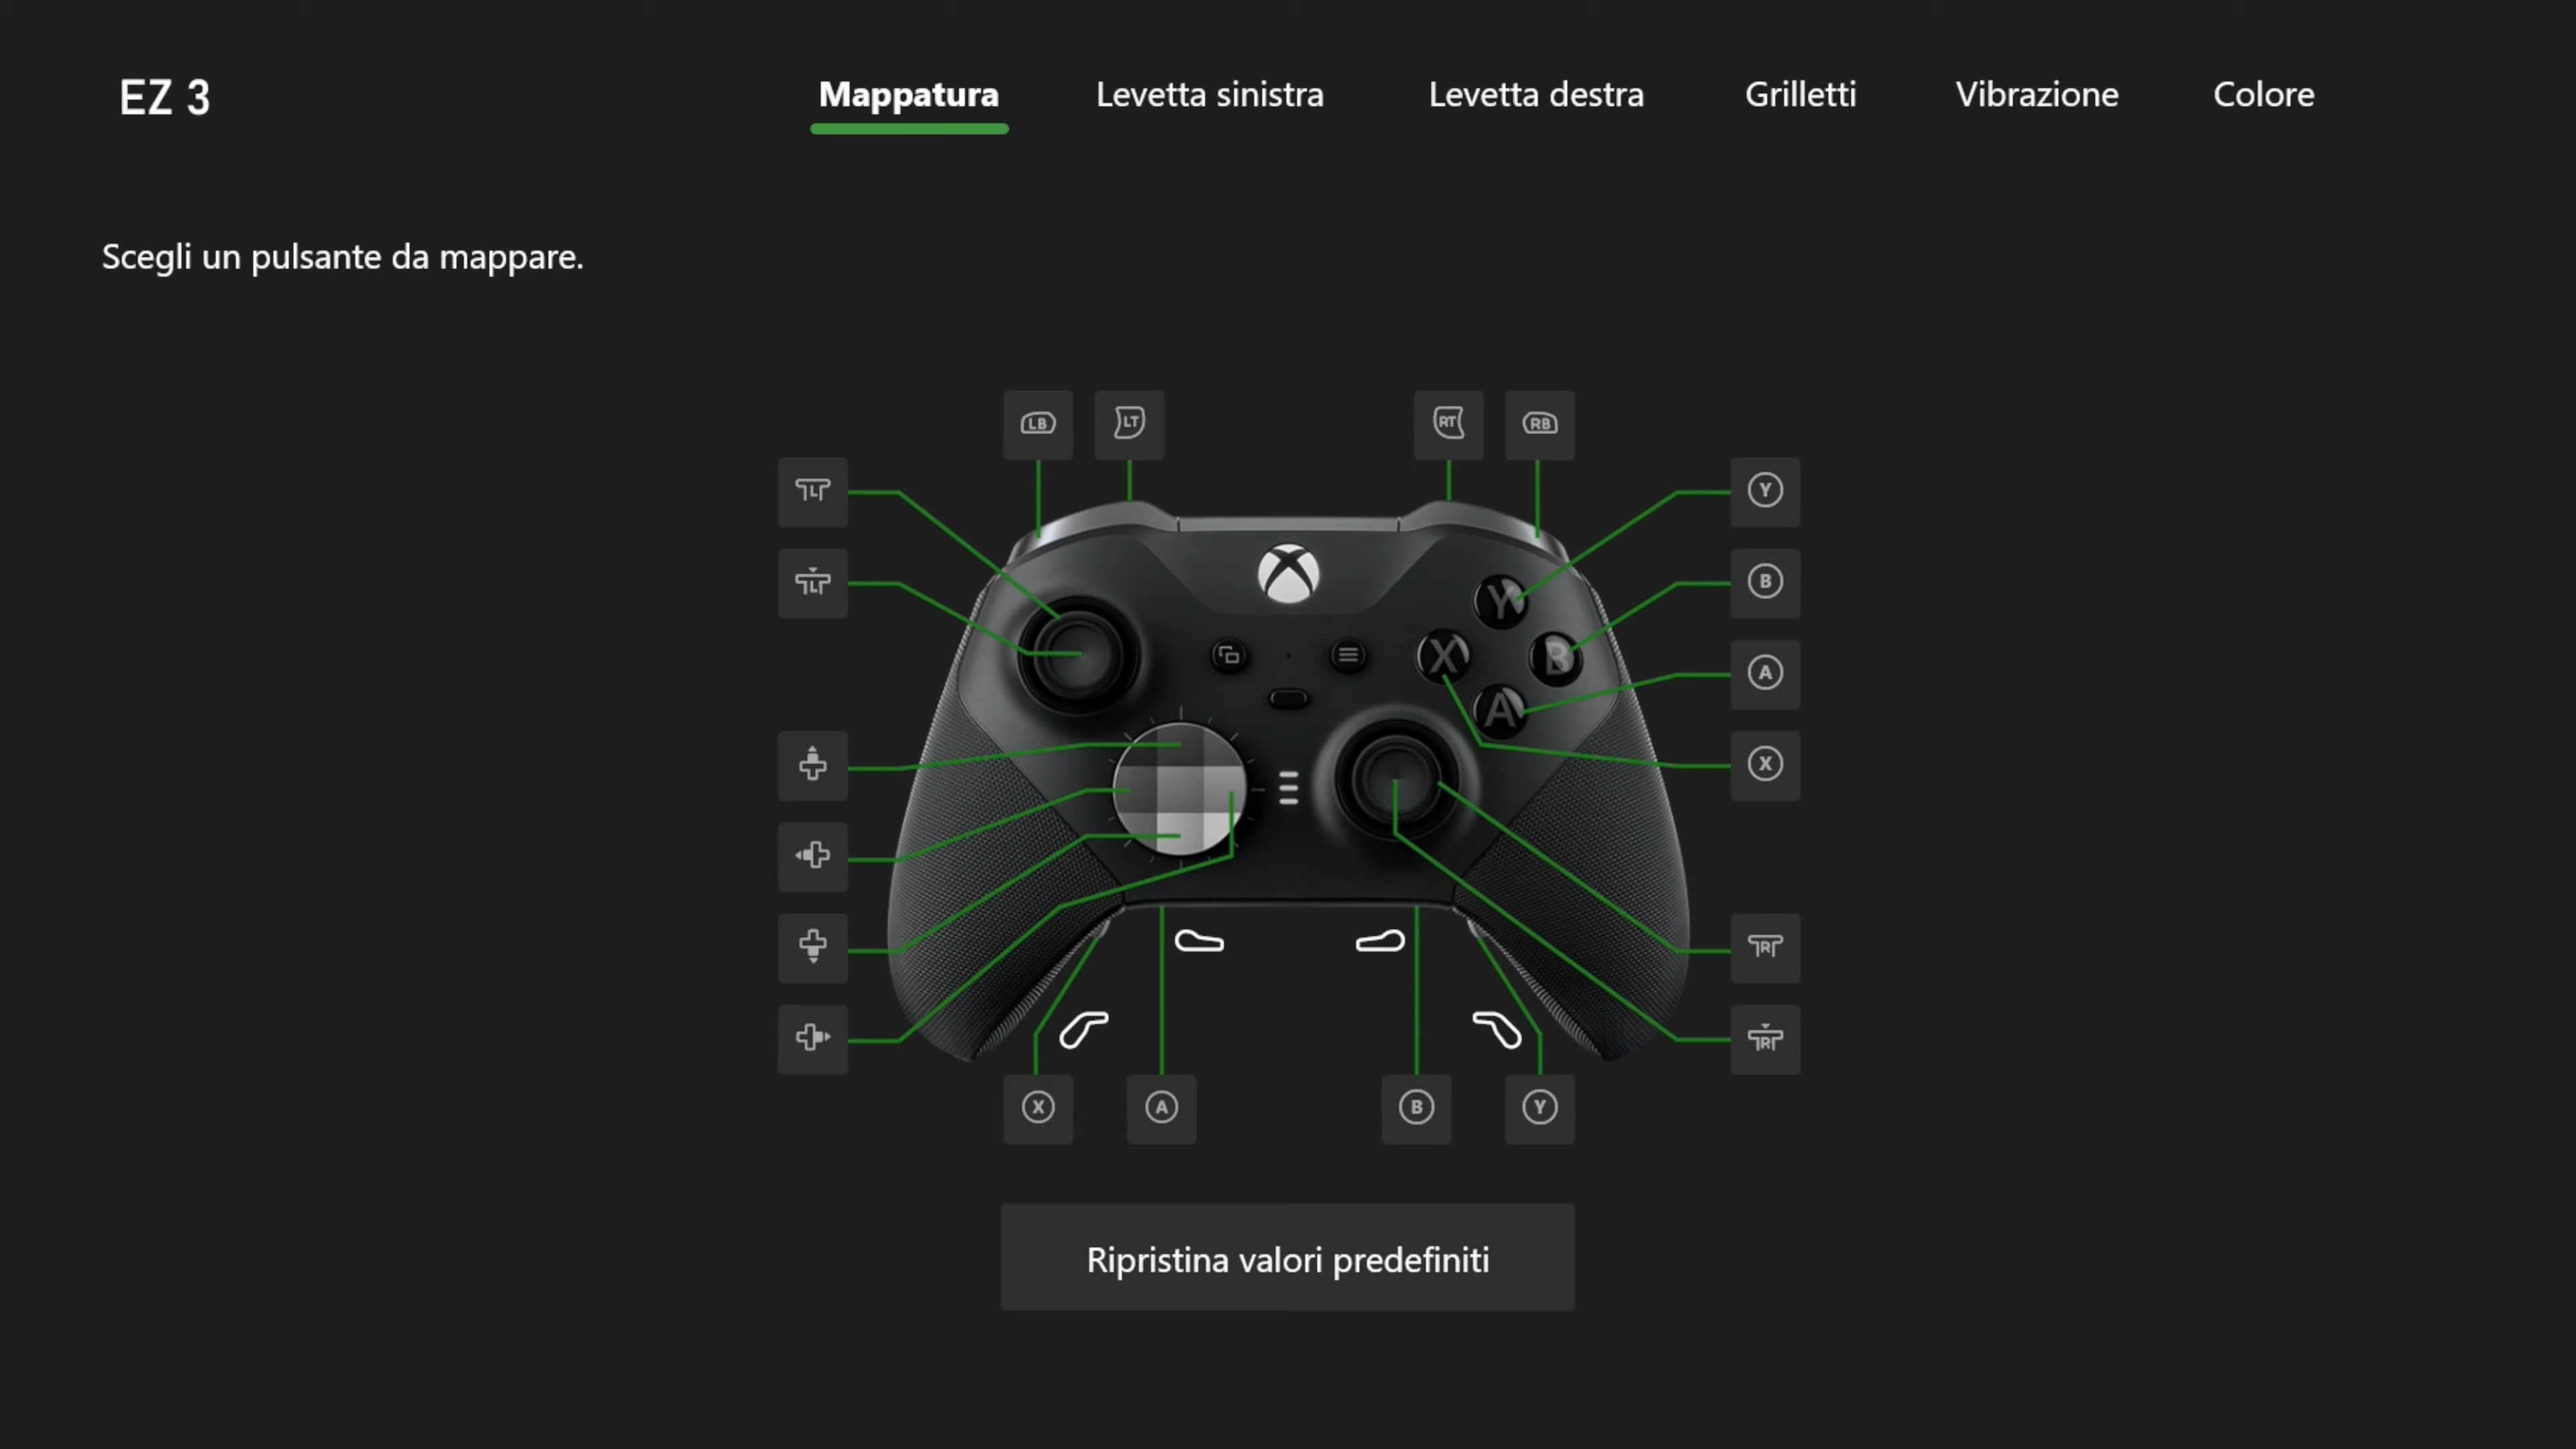 EZ 3
Mappatura Levetta sinistra Levetta destra Grilletti Vibrazione Colore
Scegli un pulsante da mappare.
LB LT RT RB
L Y
L B
Y
X B
A
A
X
R
R
X A B Y
Ripristina valori predefiniti